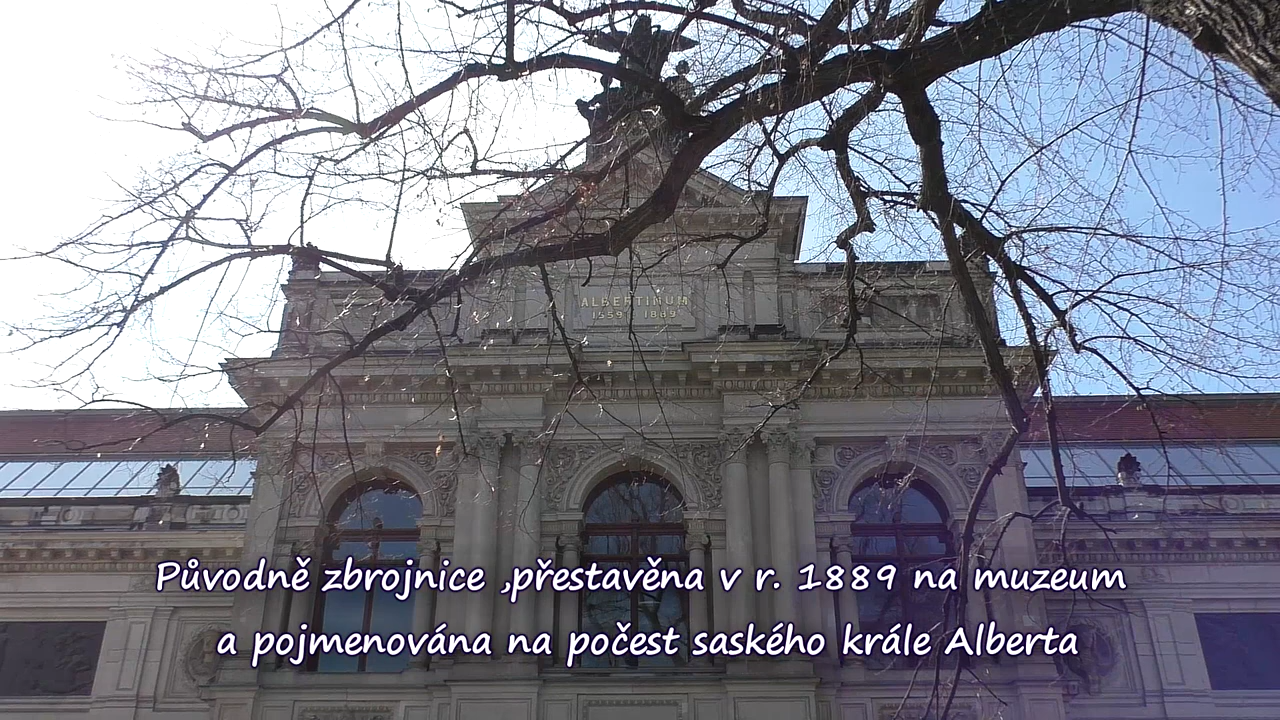 ALBERTINUM
1559 1889
Původně zbrojnice ,přestavěna v r. 1889 na muzeum
a pojmenována na počest saského krále Alberta